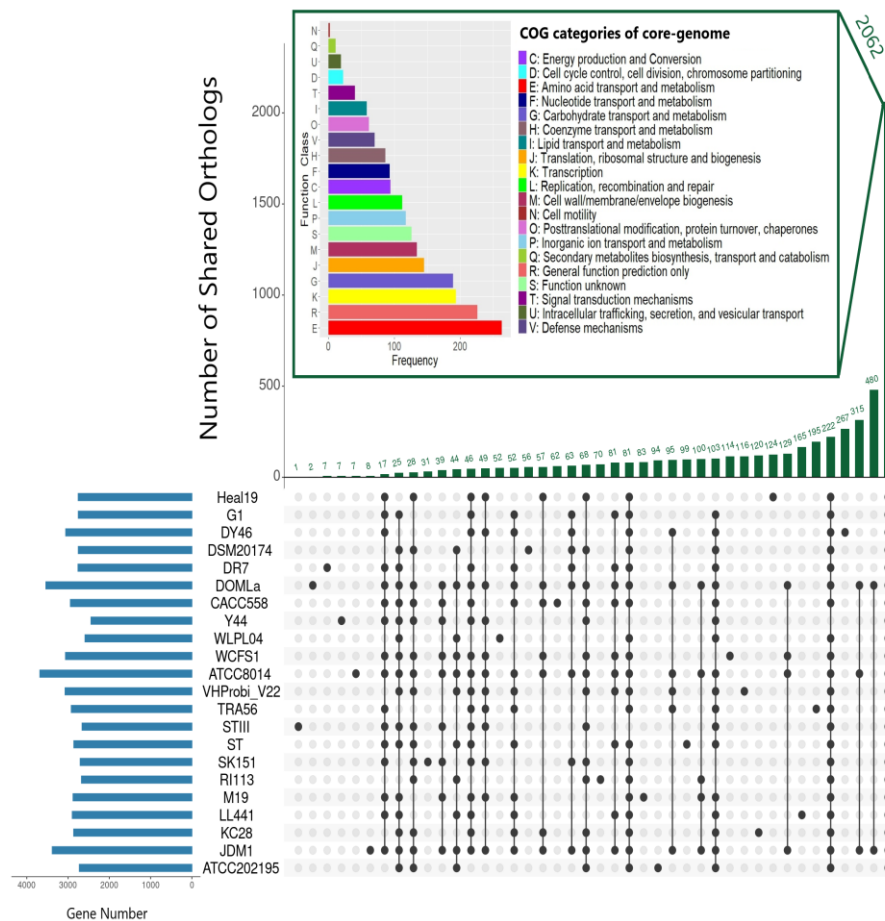 2062
COG categories of core-genome
N
Q
U
D
T
I
O
V
H
F
C
L
P
S
M
J
G
K
R
E
Function Class
0
100
200
Frequency
C: Energy production and Conversion
D: Cell cycle control, cell division, chromosome partitioning
E: Amino acid transport and metabolism
F: Nucleotide transport and metabolism
G: Carbohydrate transport and metabolism
H: Coenzyme transport and metabolism
I: Lipid transport and metabolism
J: Translation, ribosomal structure and biogenesis
K: Transcription
L: Replication, recombination and repair
M: Cell wall/membrane/envelope biogenesis
N: Cell motility
O: Posttranslational modification, protein turnover, chaperones
P: Inorganic ion transport and metabolism
Q: Secondary metabolites biosynthesis, transport and catabolism
R: General function prediction only
S: Function unknown
T: Signal transduction mechanisms
U: Intracellular trafficking, secretion, and vesicular transport
V: Defense mechanisms
Number of Shared Orthologs
2000
1500
1000
500
0
1 2 7 7 7 8 17 25 28 31 39 44 46 49 52 52 56 57 62 63 68 70 81 81 83 94 95 99 100 103 114 116 120 124 129 165 195 222 267 315 480
Heal19
G1
DY46
DSM20174
DR7
DOMLa
CACC558
Y44
WLPL04
WCFS1
ATCC8014
VHProbi_V22
TRA56
STIII
ST
SK151
RI113
M19
LL441
KC28
JDM1
ATCC202195
4000 3000 2000 1000 0
Gene Number